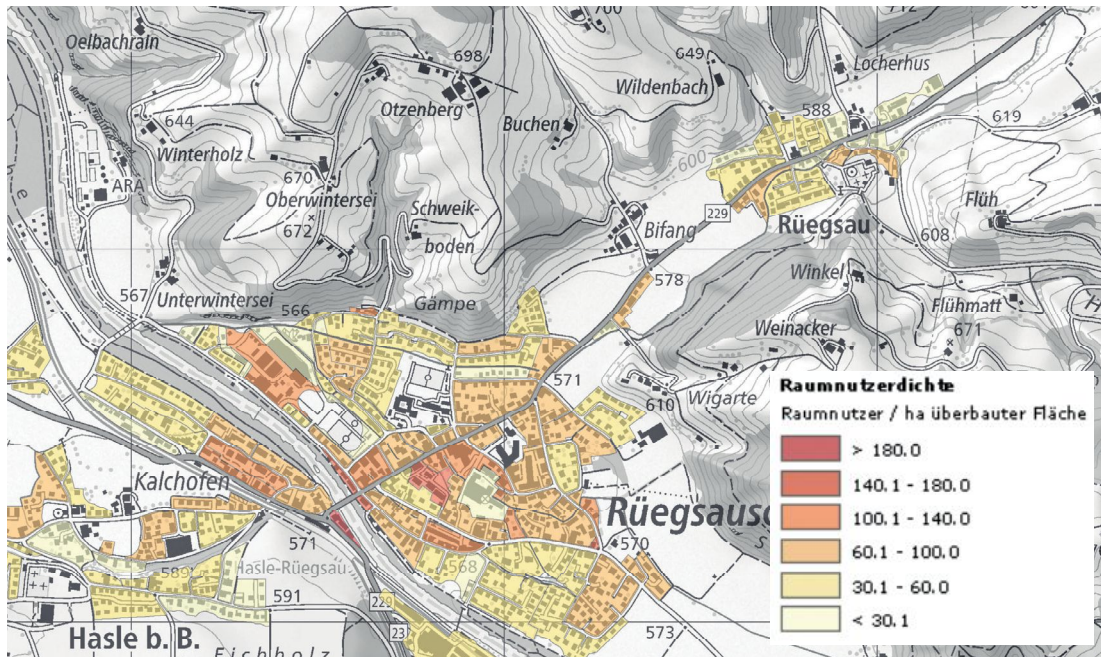 700
712
Oelbachrain
698
649
Locherhus
Otzenberg
Wildenbach
588
644
Buchen
619
Winterholz
600
670
ARA
Oberwintersei
Schweik-
boden
229
Rüegsau
Flüh
672
Bifang
608
567
578
Winkel
Unterwintersei
566
Gämpe
Flühmatt
Weinacker
671
571
610
Wigarte
Raumnutzerdichte
Raumnutzer / ha überbauter Fläche
> 180.0
140.1 - 180.0
100.1 - 140.0
60.1 - 100.0
30.1 - 60.0
< 30.1
Kalchofen
Rüegsausc
571
570
589
Hasle-Rüegsau
568
591
229
23
573
Hasle b. B.
Eichholz